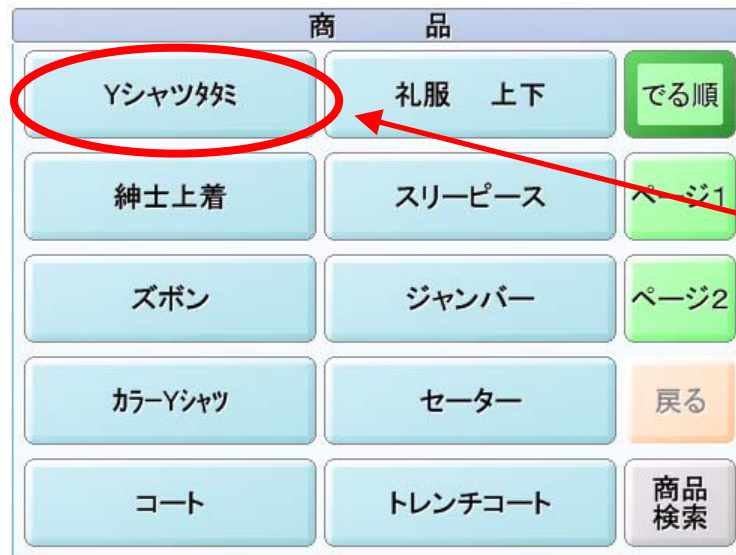 商 品
Yシャツタタミ
礼服 上下
でる順
紳士上着
スリーピース
ページ1
ズボン
ジャンバー
ページ2
カラーYシャツ
セーター
戻る
コート
トレンチコート
商品
検索